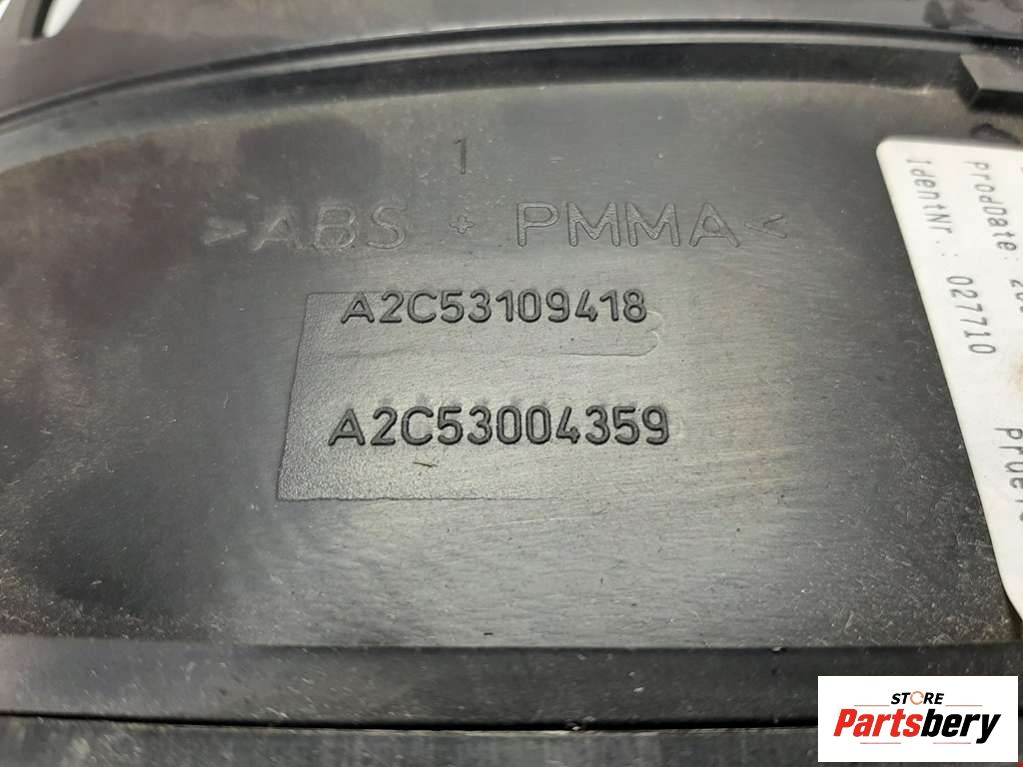 1
>ABS + PMMA<
A2C53109418
A2C53004359
ProdDate:
IdentNr.: 027710
STORE
Partsbery